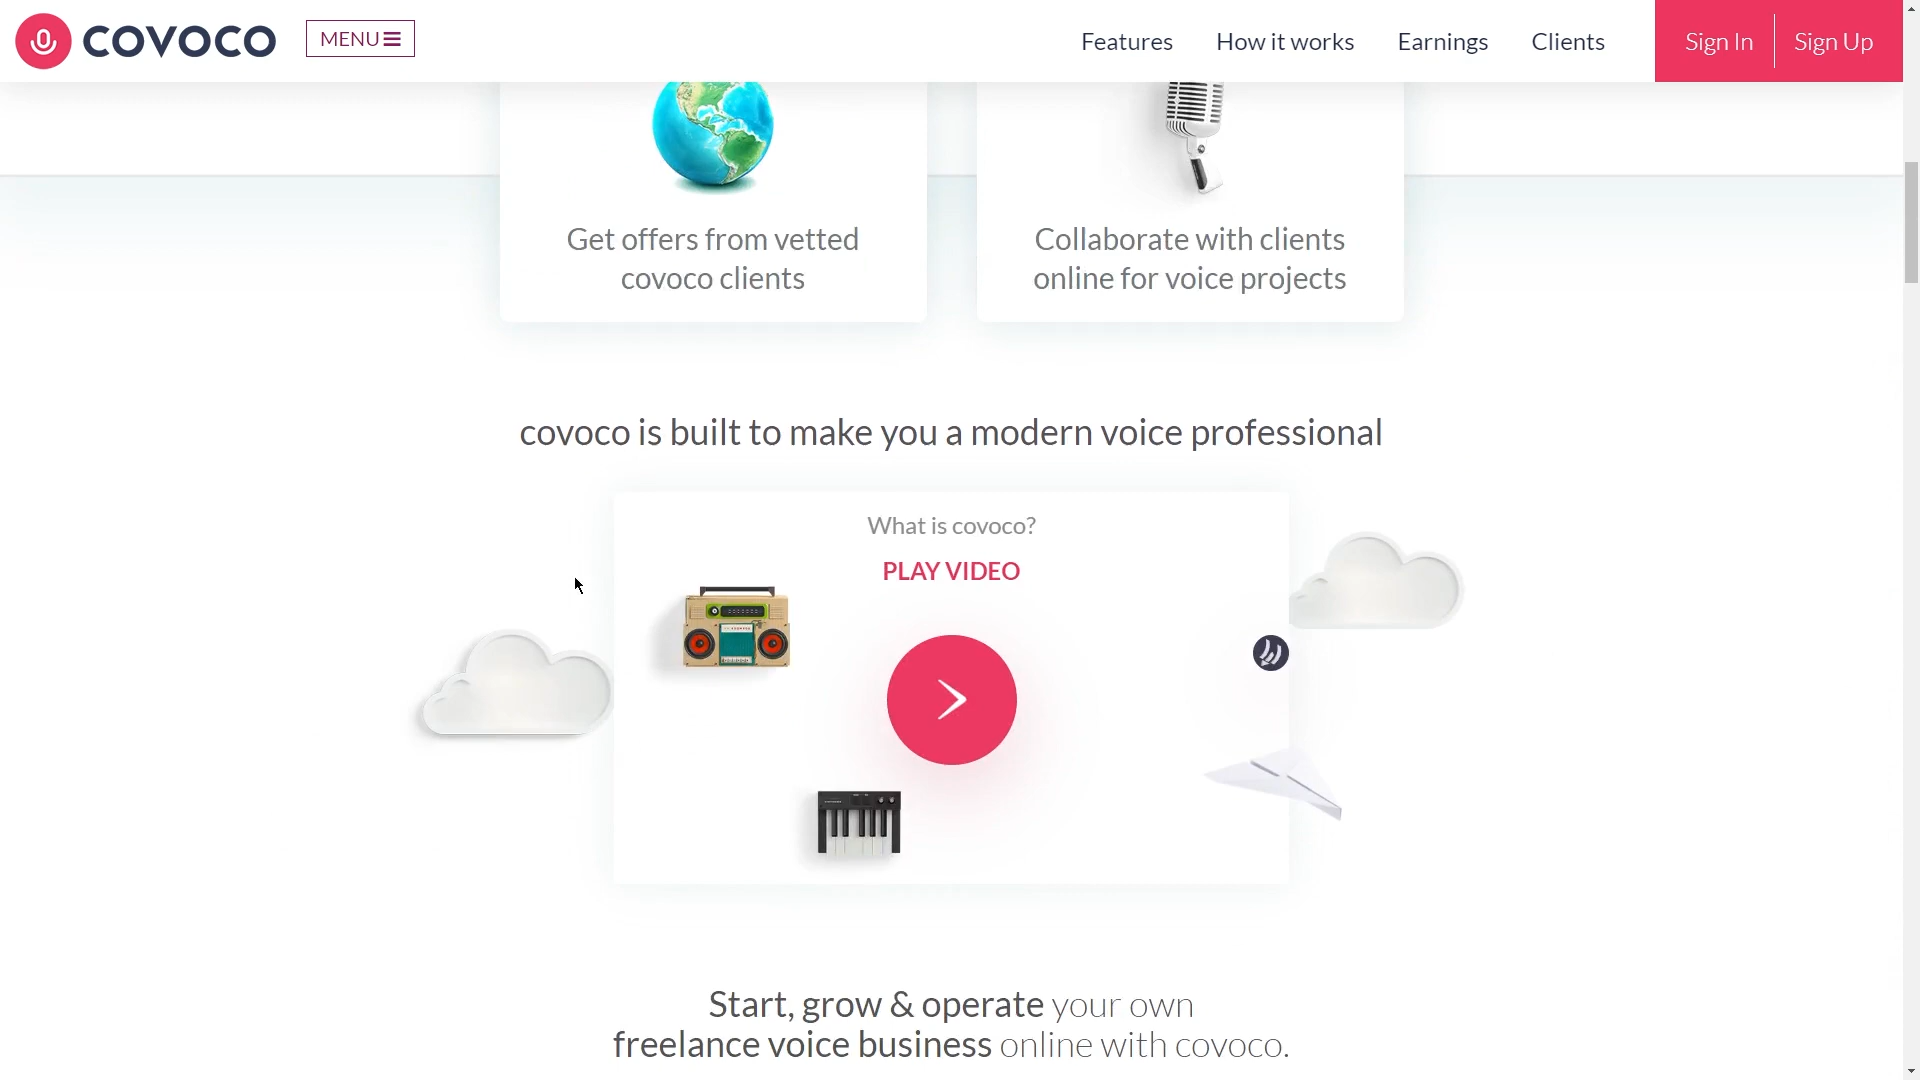 covoco
MENU
Features
How it works
Earnings
Clients
Sign In
Sign Up
Get offers from vetted
covoco clients
Collaborate with clients
online for voice projects
covoco is built to make you a modern voice professional
What is covoco?
PLAY VIDEO
Start, grow & operate your own
freelance voice business online with covoco.